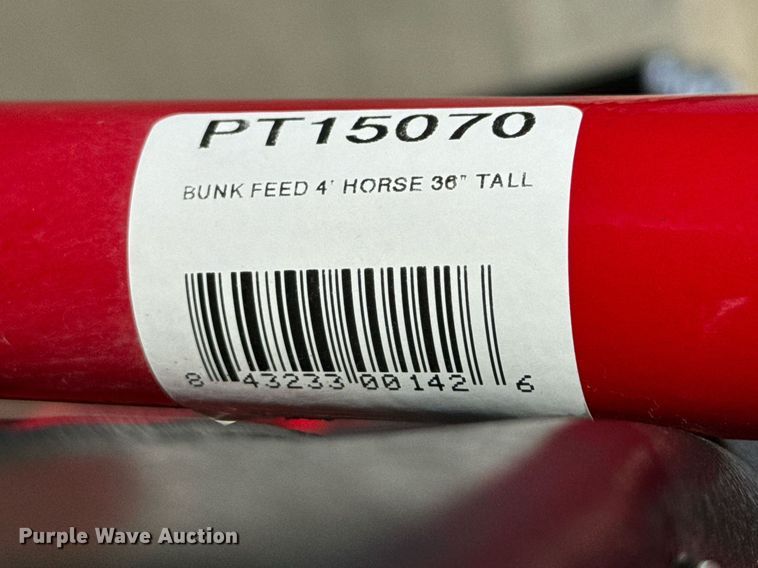 PT15070
BUNK FEED 4' HORSE 36" TALL
8 43233 00142 6
Purple Wave Auction